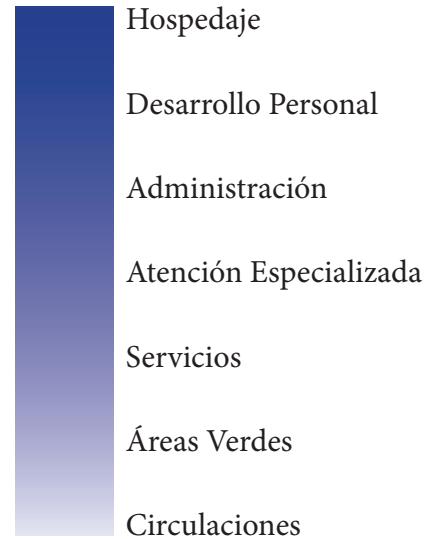 Hospedaje
Desarrollo Personal
Administración
Atención Especializada
Servicios
Áreas Verdes
Circulaciones